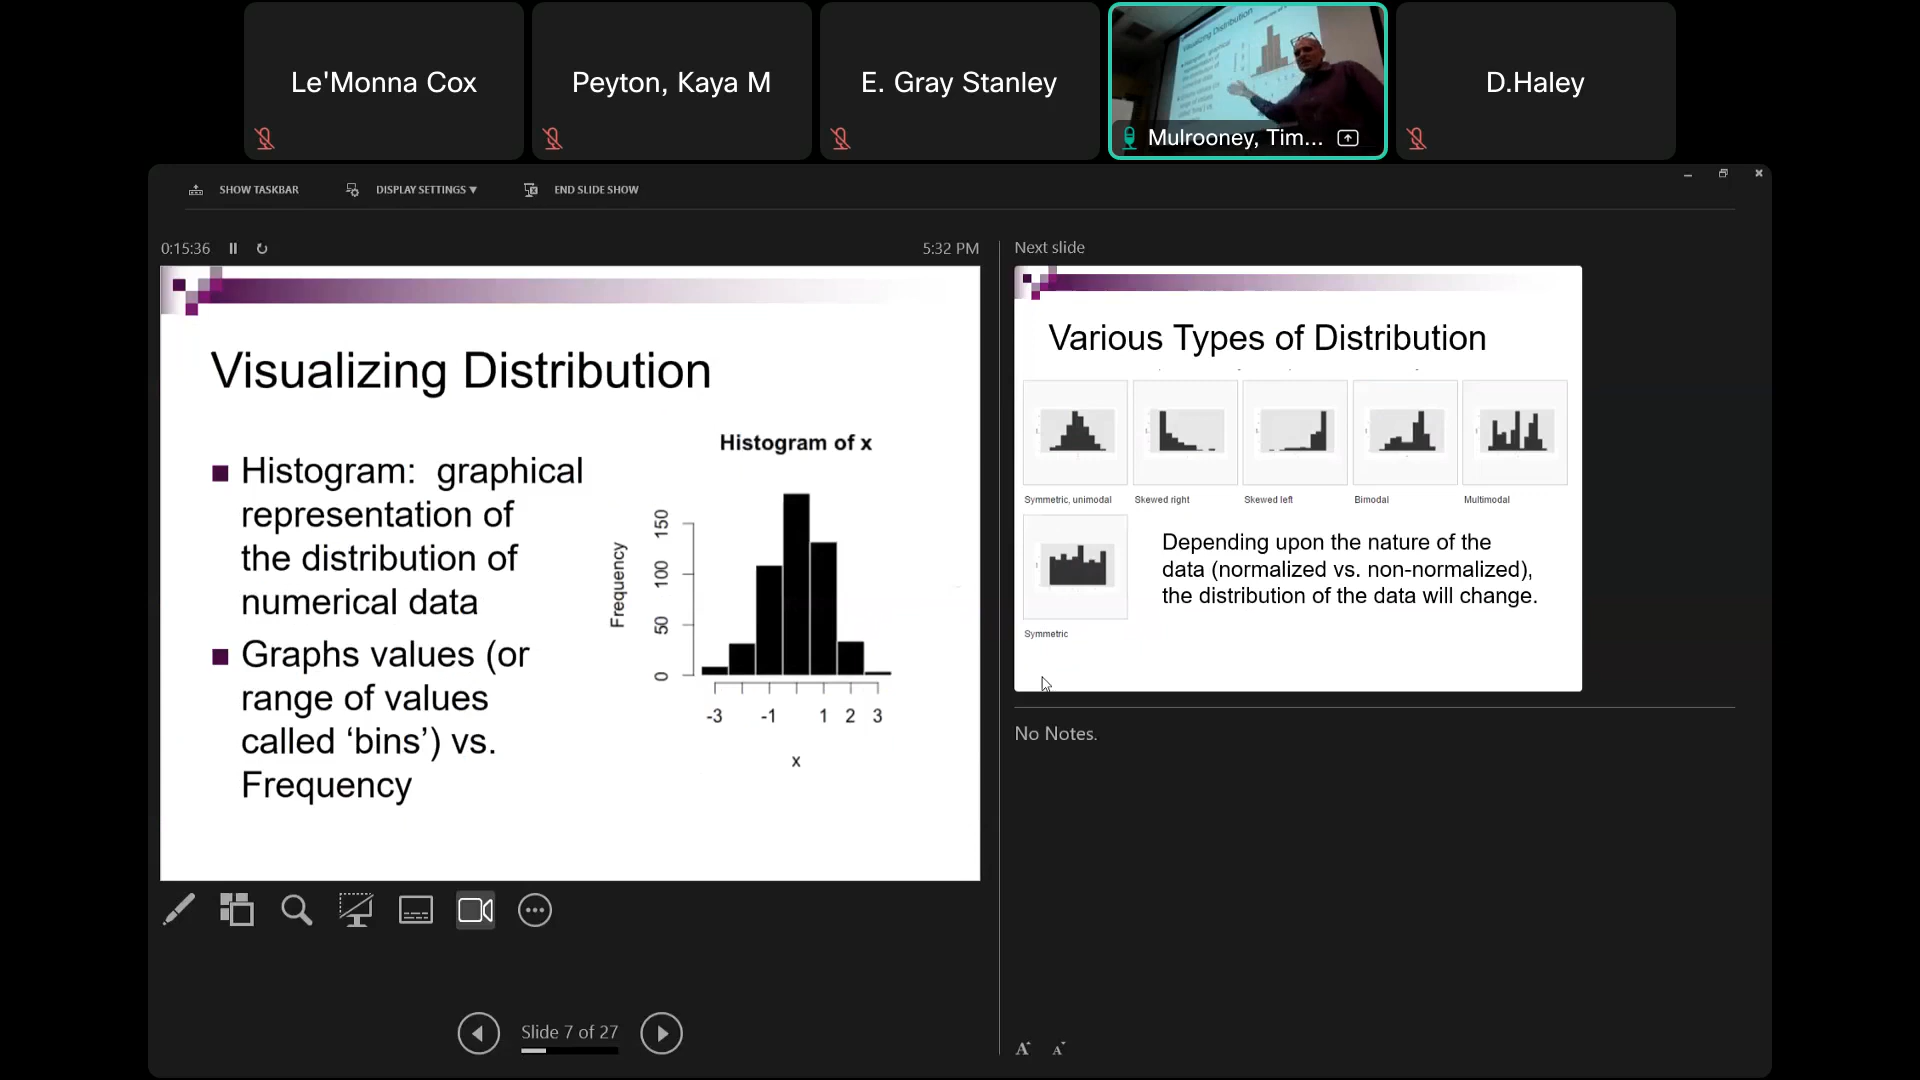 Le'Monna Cox
Peyton, Kaya M
E. Gray Stanley
Visualizing Distribution
Mulrooney, Tim...
D.Haley
SHOW TASKBAR
DISPLAY SETTINGS ▾
END SLIDE SHOW
0:15:36
5:32 PM
Visualizing Distribution
Histogram: graphical
representation of
the distribution of
numerical data
Graphs values (or
range of values
called ‘bins’) vs.
Frequency
Histogram of x
Frequency
150
100
50
0
-3 -1 1 2 3
x
Slide 7 of 27
Next slide
Various Types of Distribution
Symmetric, unimodal
Skewed right
Skewed left
Bimodal
Multimodal
Symmetric
Depending upon the nature of the
data (normalized vs. non-normalized),
the distribution of the data will change.
No Notes.
A A